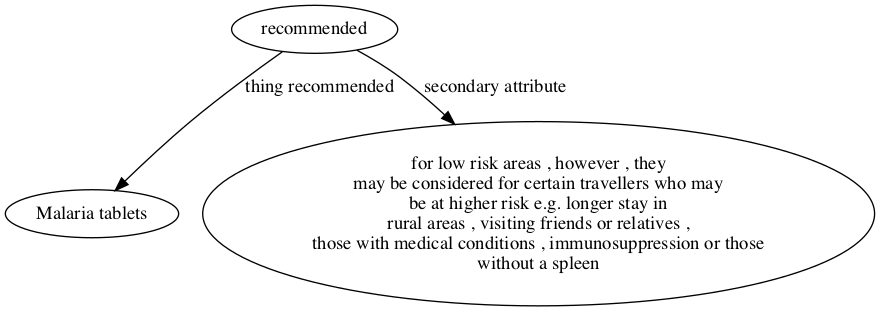 recommended
thing recommended
secondary attribute
Malaria tablets
for low risk areas , however , they
may be considered for certain travellers who may
be at higher risk e.g. longer stay in
rural areas , visiting friends or relatives ,
those with medical conditions , immunosuppression or those
without a spleen